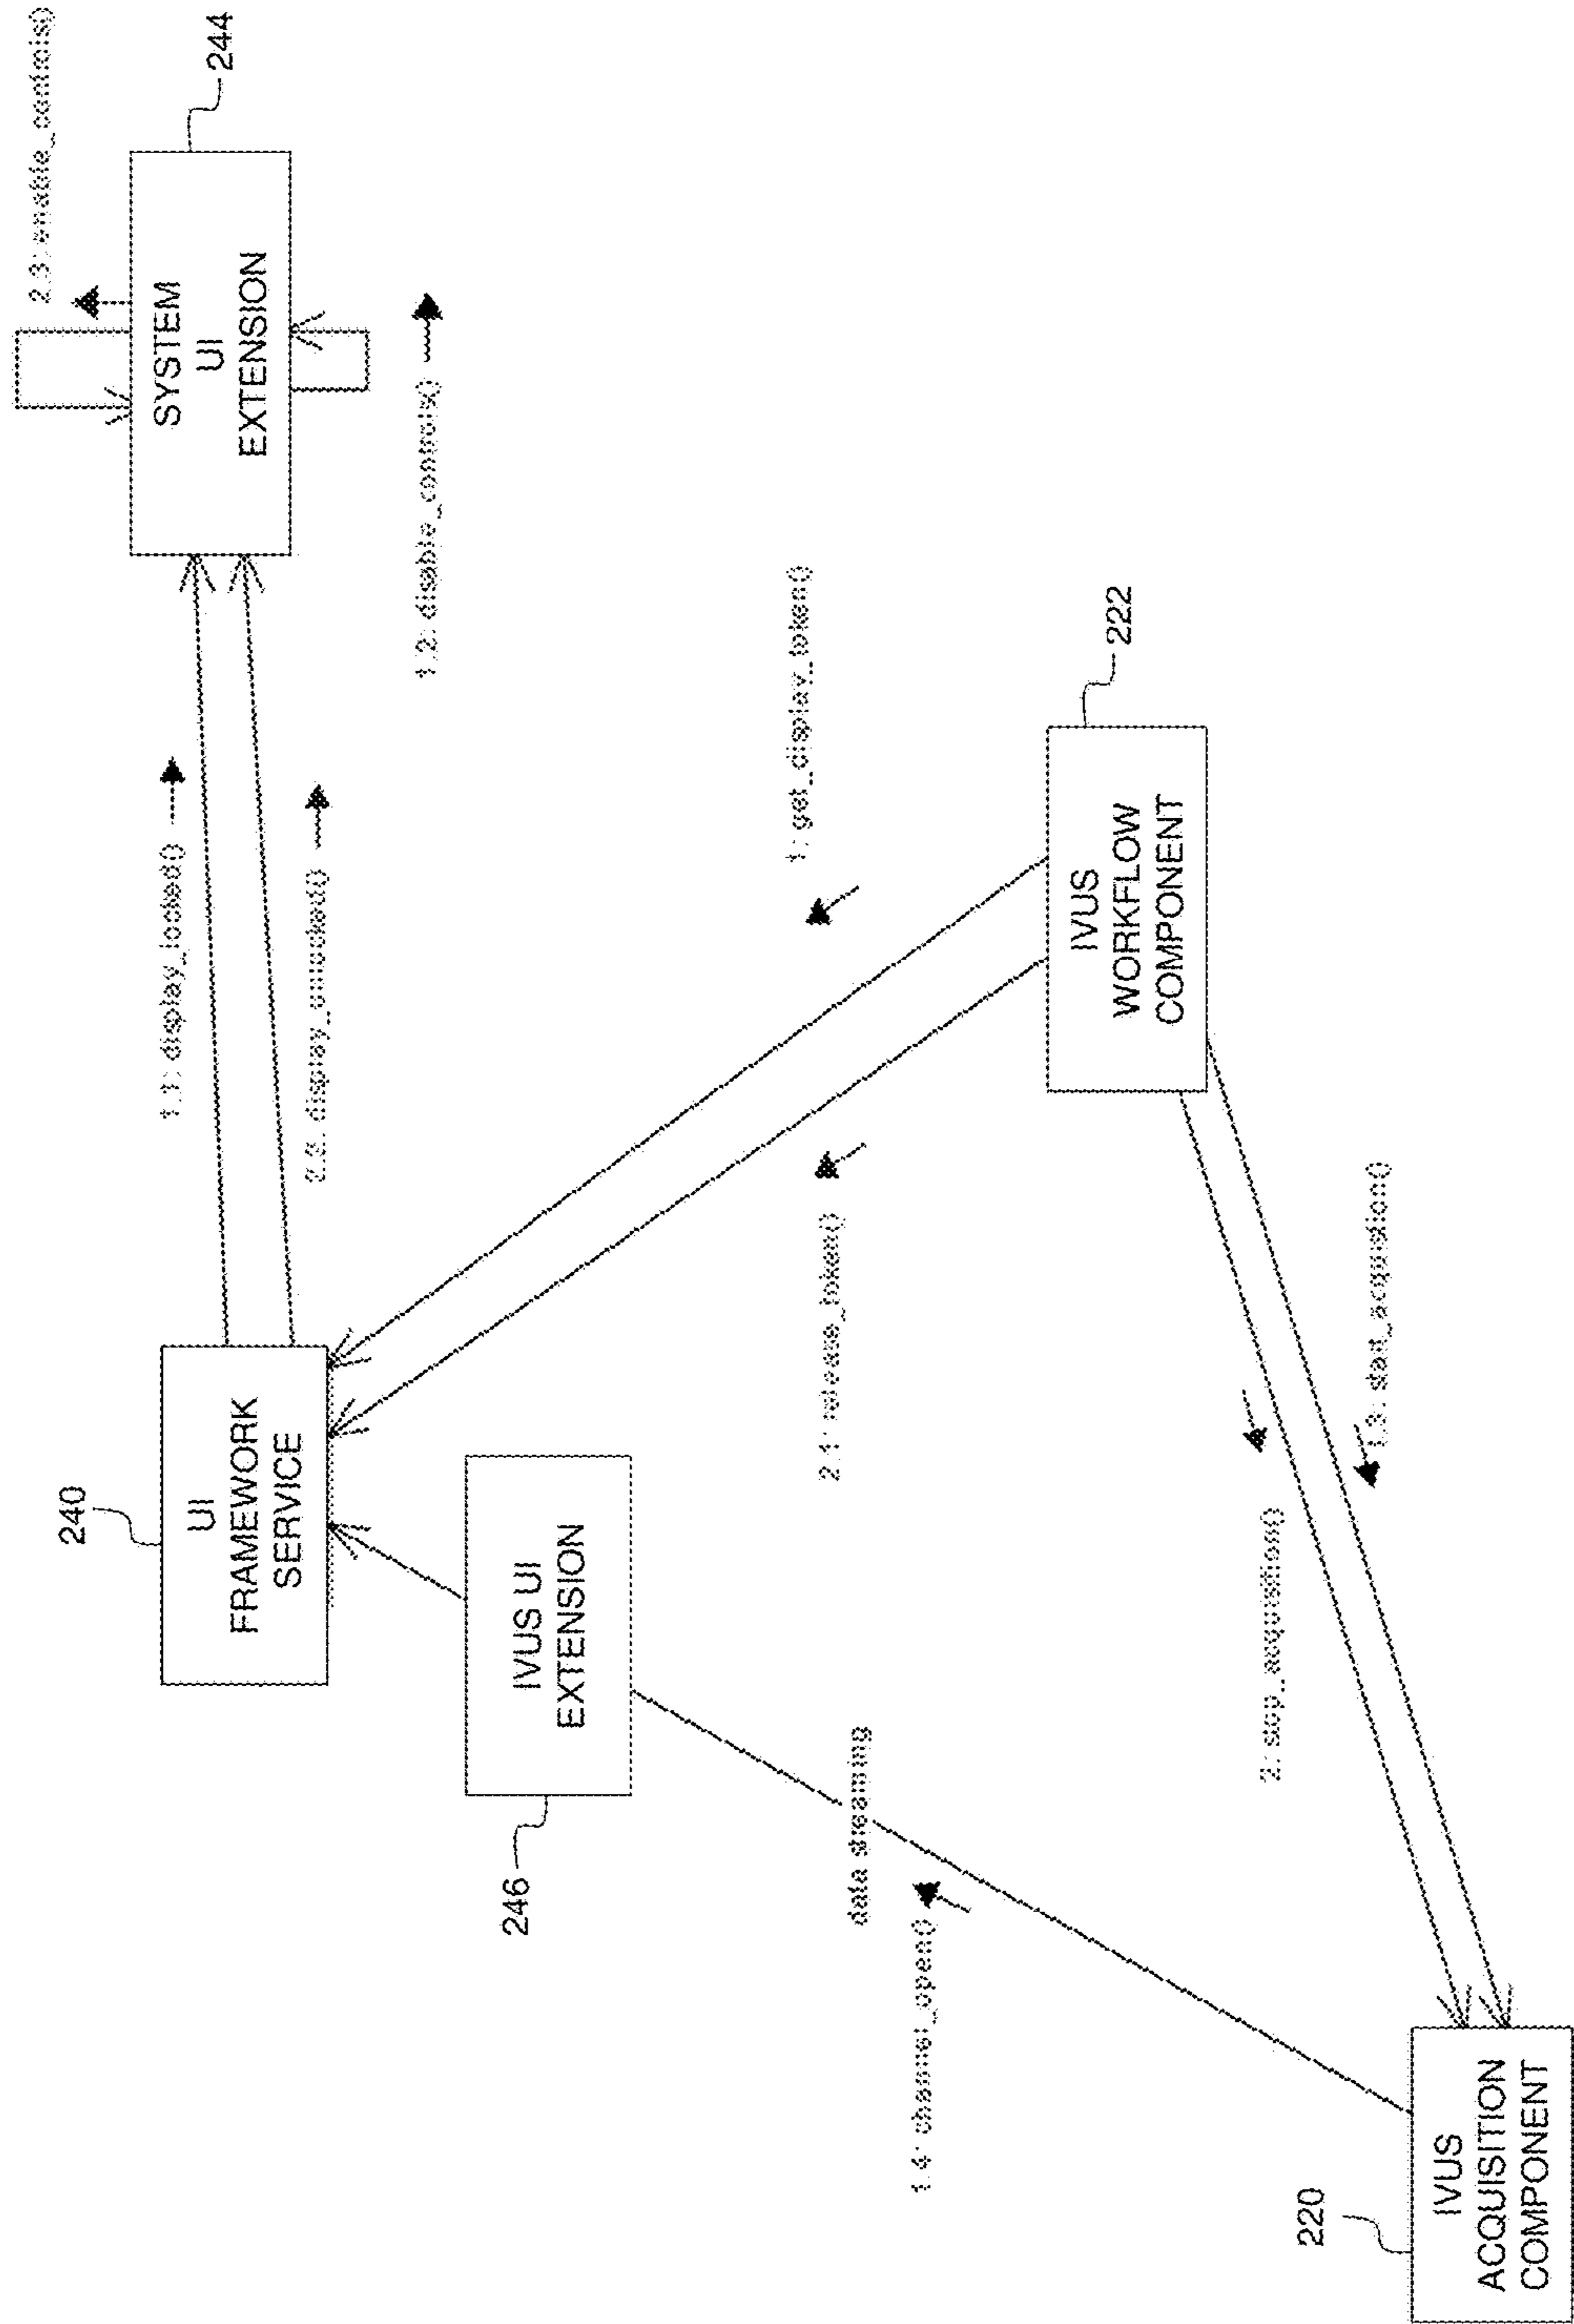 2.3: enable_controls()
240
UI
FRAMEWORK
SERVICE
1.1: display_locked()
2.2: display_unlocked()
SYSTEM
UI
EXTENSION
244
1.2: disable_controls()
246
IVUS UI
EXTENSION
data streaming
1.4: channel_open()
2.1: release_token()
1: get_display_token()
IVUS
WORKFLOW
COMPONENT
222
2: stop_acquistion()
1.3: start_acquistion()
220
IVUS
ACQUISITION
COMPONENT